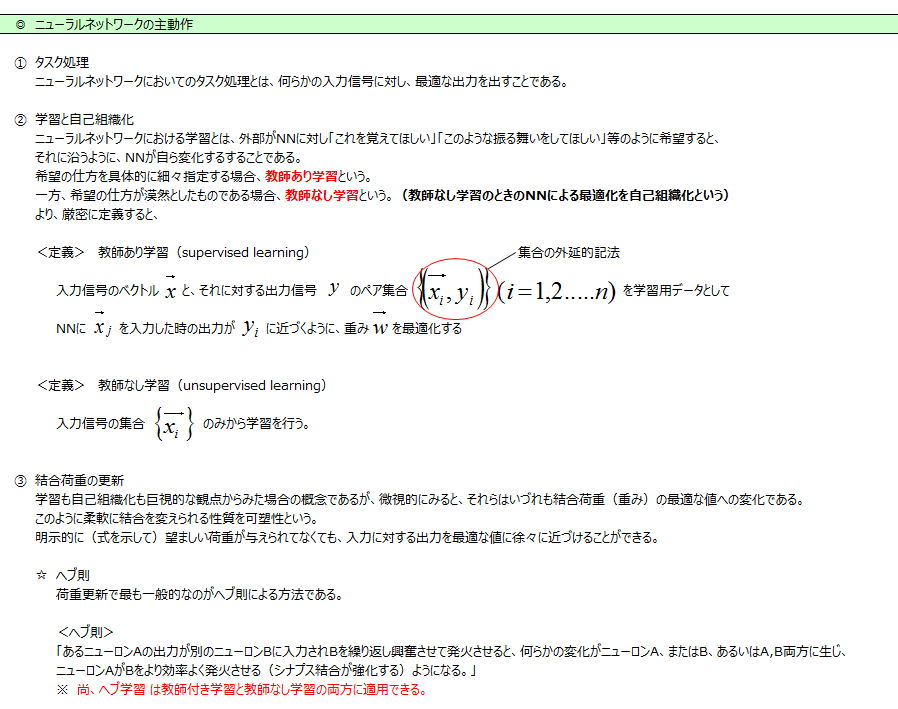 ◎ ニューラルネットワークの主動作
① タスク処理
ニューラルネットワークにおいてのタスク処理とは、何らかの入力信号に対し、最適な出力を出すことである。
② 学習と自己組織化
ニューラルネットワークにおける学習とは、外部がNNに対し「これを覚えてほしい」「このような振る舞いをしてほしい」等のように希望すると、
それに沿うように、NNが自ら変化するすることである。
希望の仕方を具体的に細々指定する場合、教師あり学習という。
一方、希望の仕方が漠然としたものである場合、教師なし学習という。（教師なし学習のときのNNによる最適化を自己組織化という）
より、厳密に定義すると、
＜定義＞ 教師あり学習（supervised learning） 集合の外延的記法
入力信号のベクトル x⃗ と、それに対する出力信号 y のペア集合 {(x⃗ᵢ, yᵢ)} (i=1,2.....n) を学習用データとして
NNに x⃗ⱼ を入力した時の出力が yᵢ に近づくように、重み w⃗ を最適化する
＜定義＞ 教師なし学習（unsupervised learning）
入力信号の集合 {x⃗ᵢ} のみから学習を行う。
③ 結合荷重の更新
学習も自己組織化も巨視的な観点からみた場合の概念であるが、微視的にみると、それらはいづれも結合荷重（重み）の最適な値への変化である。
このように柔軟に結合を変えられる性質を可塑性という。
明示的に（式を示して）望ましい荷重が与えられてなくても、入力に対する出力を最適な値に徐々に近づけることができる。
☆ ヘブ則
荷重更新で最も一般的なのがヘブ則による方法である。
＜ヘブ則＞
「あるニューロンAの出力が別のニューロンBに入力されBを繰り返し興奮させて発火させると、何らかの変化がニューロンA、またはB、あるいはA,B両方に生じ、
ニューロンAがBをより効率よく発火させる（シナプス結合が強化する）ようになる。」
※ 尚、ヘブ学習 は教師付き学習と教師なし学習の両方に適用できる。